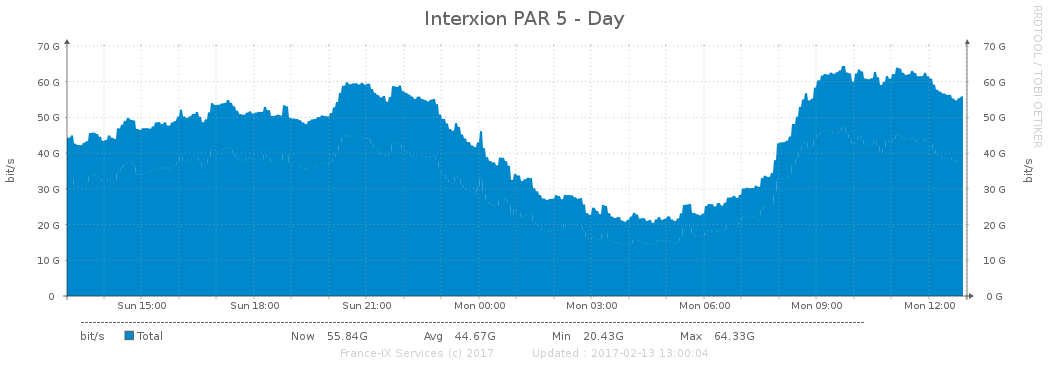 Interxion PAR 5 - Day
RRDTOOL / TOBI OETIKER
bit/s
70 G 70 G
60 G 60 G
50 G 50 G
40 G 40 G
30 G 30 G
20 G 20 G
10 G 10 G
0 0 G
bit/s
Sun 15:00 Sun 18:00 Sun 21:00 Mon 00:00 Mon 03:00 Mon 06:00 Mon 09:00 Mon 12:00
bit/s Total Now 55.84G Avg 44.67G Min 20.43G Max 64.33G
France-IX Services (c) 2017 Updated : 2017-02-13 13:00:04